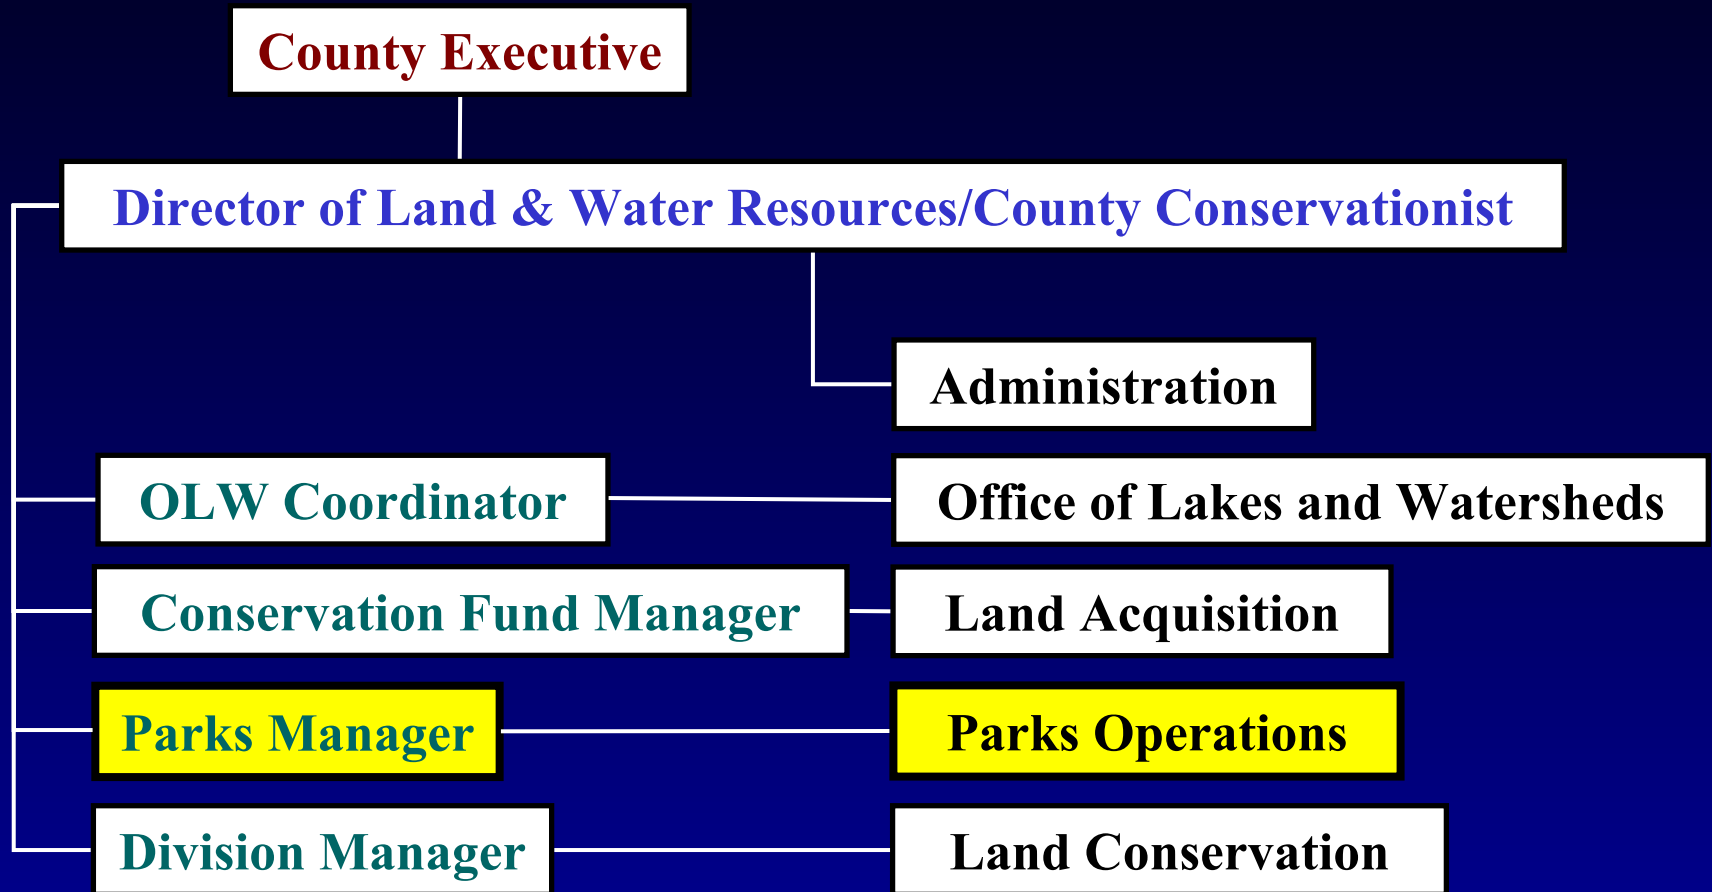 County Executive
Director of Land & Water Resources/County Conservationist
Administration
OLW Coordinator
Office of Lakes and Watersheds
Conservation Fund Manager
Land Acquisition
Parks Manager
Parks Operations
Division Manager
Land Conservation